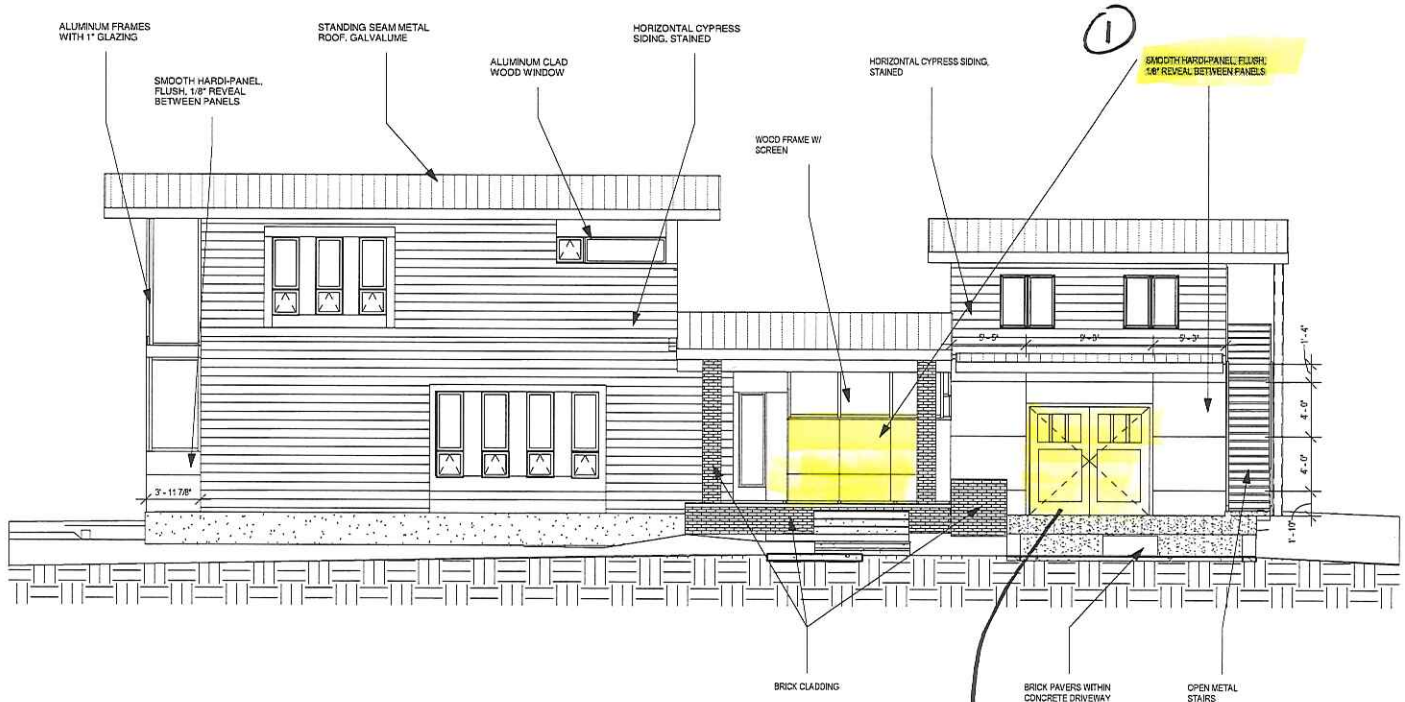 ALUMINUM FRAMES
WITH 1" GLAZING
STANDING SEAM METAL
ROOF. GALVALUME
HORIZONTAL CYPRESS
SIDING. STAINED
SMOOTH HARDI-PANEL,
FLUSH, 1/8" REVEAL
BETWEEN PANELS
ALUMINUM CLAD
WOOD WINDOW
HORIZONTAL CYPRESS SIDING,
STAINED
1
SMOOTH HARDI-PANEL, FLUSH,
1/8" REVEAL BETWEEN PANELS
WOOD FRAME W/
SCREEN
1'-4"
4'-0"
4'-0"
3'-11 7/8"
1'-10"
BRICK CLADDING
BRICK PAVERS WITHIN
CONCRETE DRIVEWAY
OPEN METAL
STAIRS